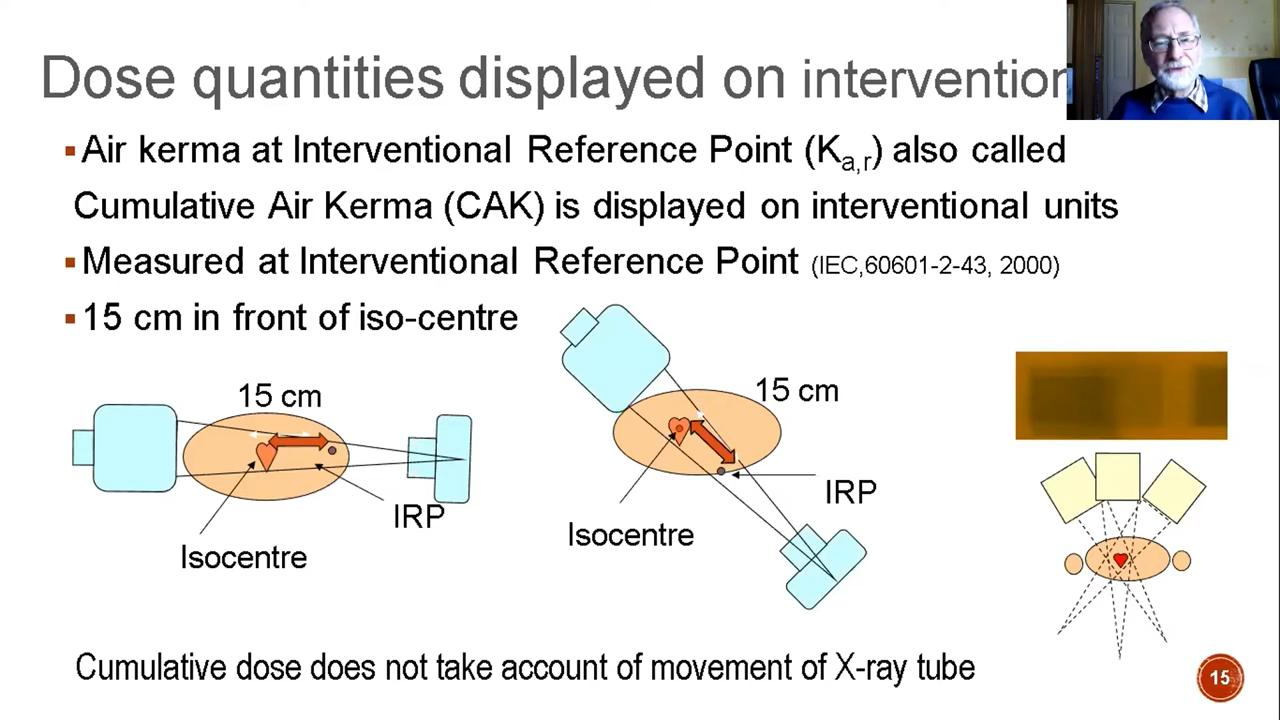 Dose quantities displayed on intervention
▪Air kerma at Interventional Reference Point (Ka,r) also called
Cumulative Air Kerma (CAK) is displayed on interventional units
▪Measured at Interventional Reference Point (IEC,60601-2-43, 2000)
▪15 cm in front of iso-centre
15 cm
IRP
Isocentre
15 cm
IRP
Isocentre
Cumulative dose does not take account of movement of X-ray tube
15